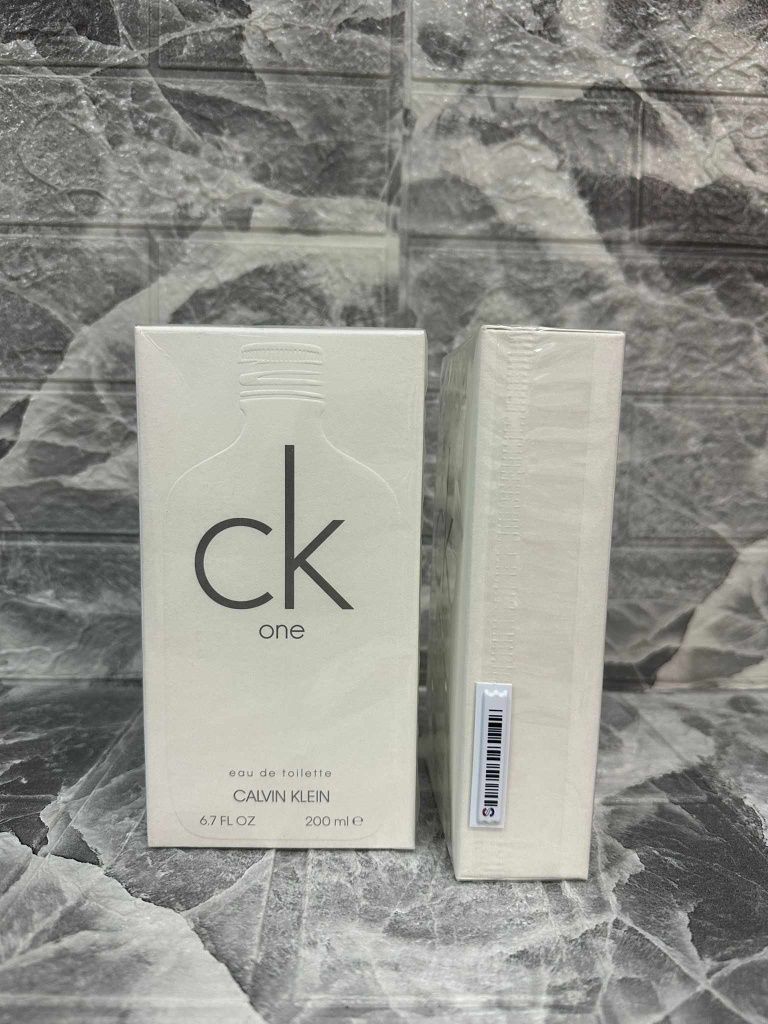 ck
one
eau de toilette
CALVIN KLEIN
6.7 FL OZ 200 ml ℮